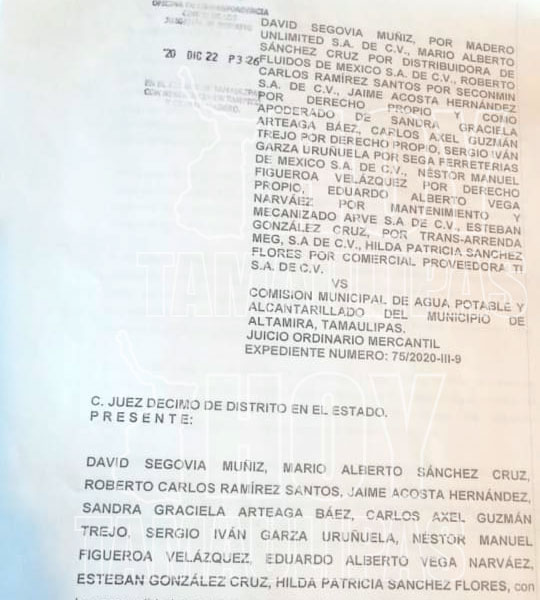 OFICINA DE CORRESPONDENCIA
'20 DIC 22 P3:26
DAVID SEGOVIA MUÑIZ, POR MADERO
UNLIMITED S.A. DE C.V., MARIO ALBERTO
SÁNCHEZ CRUZ POR DISTRIBUIDORA DE
FLUIDOS DE MEXICO S.A. DE C.V., ROBERTO
CARLOS RAMÍREZ SANTOS POR SECONMIN
S.A. DE C.V., JAIME ACOSTA HERNÁNDEZ
POR DERECHO PROPIO Y COMO
APODERADO DE SANDRA GRACIELA
ARTEAGA BÁEZ, CARLOS AXEL GUZMÁN
TREJO POR DERECHO PROPIO, SERGIO IVÁN
GARZA URUÑUELA POR SEGA FERRETERIAS
DE MEXICO S.A. DE C.V., NÉSTOR MANUEL
FIGUEROA VELÁZQUEZ POR DERECHO
PROPIO, EDUARDO ALBERTO VEGA
NARVÁEZ POR MANTENIMIENTO Y
MECANIZADO ARVE S.A. DE C.V., ESTEBAN
GONZÁLEZ CRUZ, POR TRANS-ARRENDA
MEG, S.A DE C.V., HILDA PATRICIA SANCHEZ
FLORES POR COMERCIAL PROVEEDORA TI
S.A. DE C.V.
VS
COMISION MUNICIPAL DE AGUA POTABLE Y
ALCANTARILLADO DEL MUNICIPIO DE
ALTAMIRA, TAMAULIPAS.
JUICIO ORDINARIO MERCANTIL
EXPEDIENTE NUMERO: 75/2020-III-9
HOY
TAMAULIPAS
C. JUEZ DECIMO DE DISTRITO EN EL ESTADO.
P R E S E N T E:
DAVID SEGOVIA MUÑIZ, MARIO ALBERTO SÁNCHEZ CRUZ,
ROBERTO CARLOS RAMÍREZ SANTOS, JAIME ACOSTA HERNÁNDEZ,
SANDRA GRACIELA ARTEAGA BÁEZ, CARLOS AXEL GUZMÁN
TREJO, SERGIO IVÁN GARZA URUÑUELA, NÉSTOR MANUEL
FIGUEROA VELÁZQUEZ, EDUARDO ALBERTO VEGA NARVÁEZ,
ESTEBAN GONZÁLEZ CRUZ, HILDA PATRICIA SANCHEZ FLORES, con
HOY
TAMAULIPAS